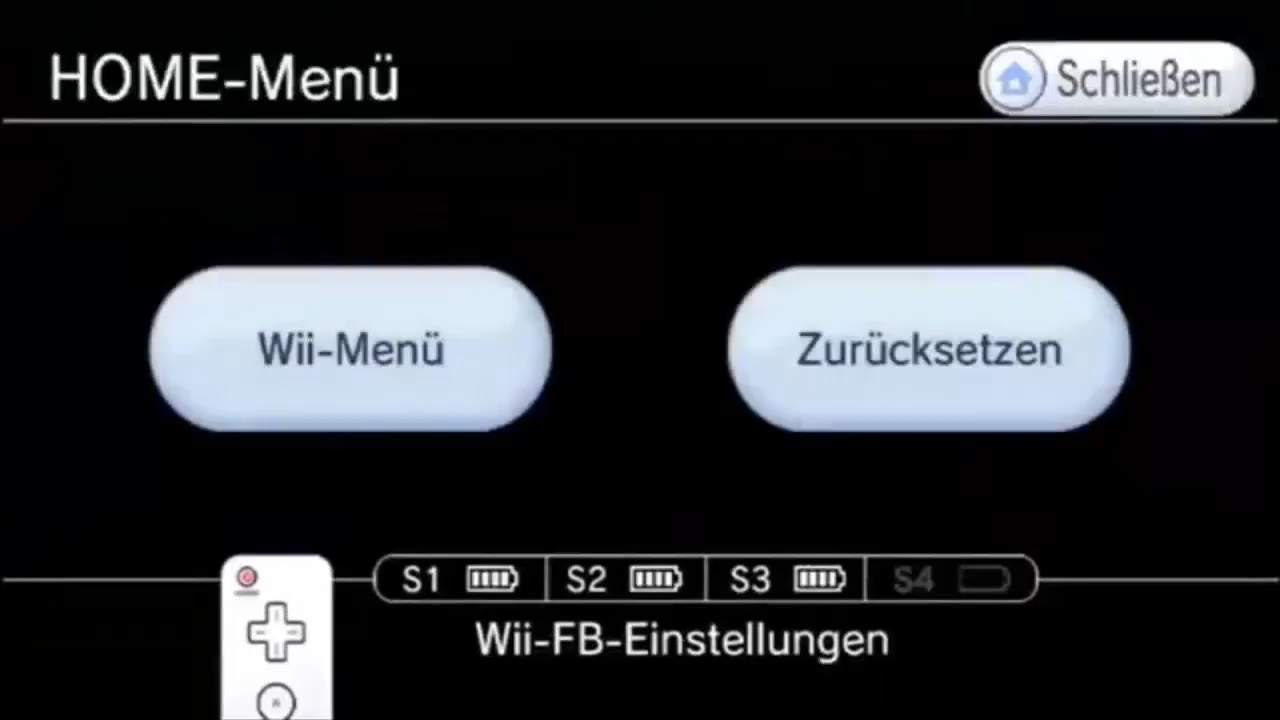 HOME-Menü
Schließen
Wii-Menü
Zurücksetzen
S1 S2 S3 S4
Wii-FB-Einstellungen